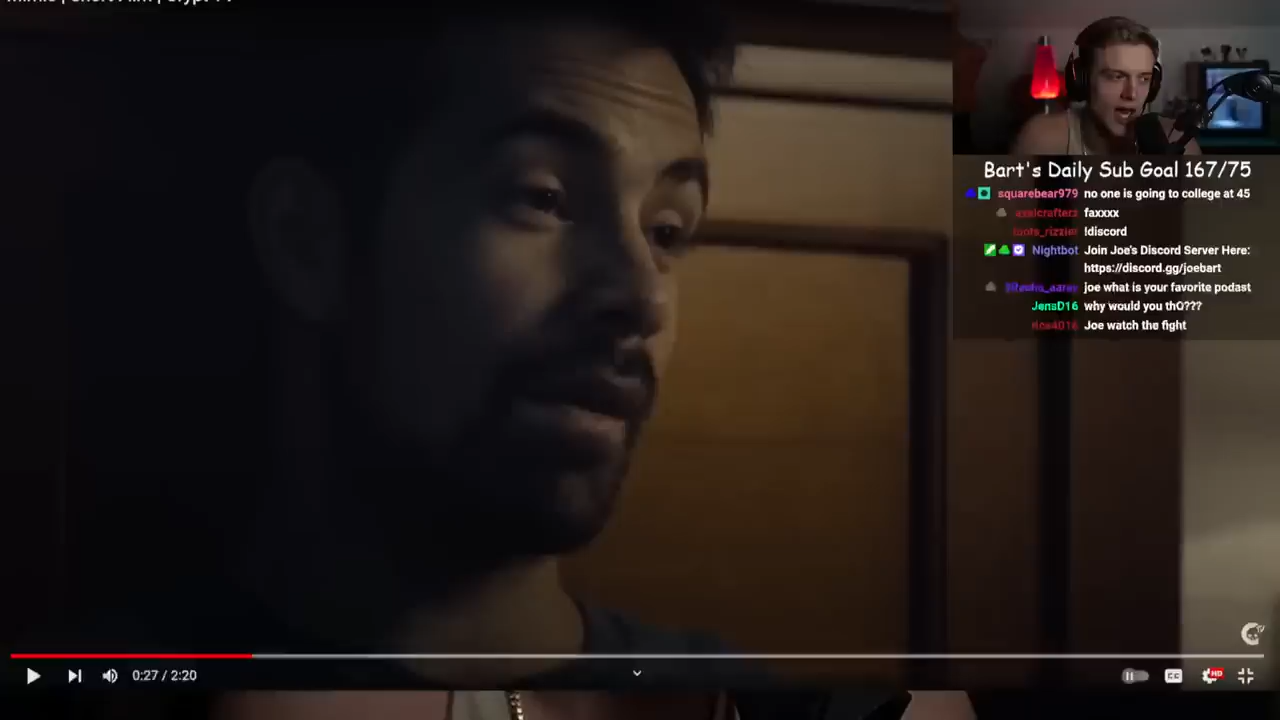 Bart's Daily Sub Goal 167/75
squarebear979 no one is going to college at 45
faxxxx
!discord
Nightbot Join Joe's Discord Server Here:
https://discord.gg/joebart
joe what is your favorite podast
JensD16 why would you thO???
Joe watch the fight
0:27 / 2:20
CC
HD